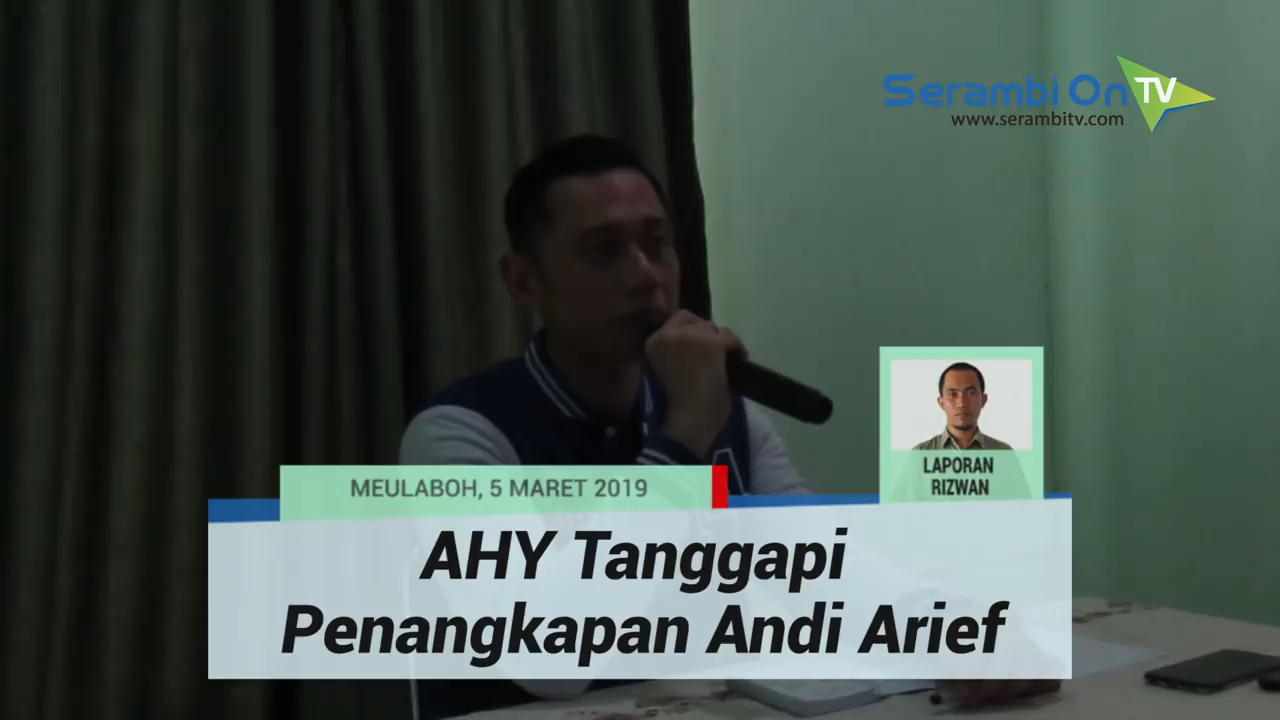 Serambi On TV
www.serambitv.com
LAPORAN
RIZWAN
MEULABOH, 5 MARET 2019
AHY Tanggapi
Penangkapan Andi Arief